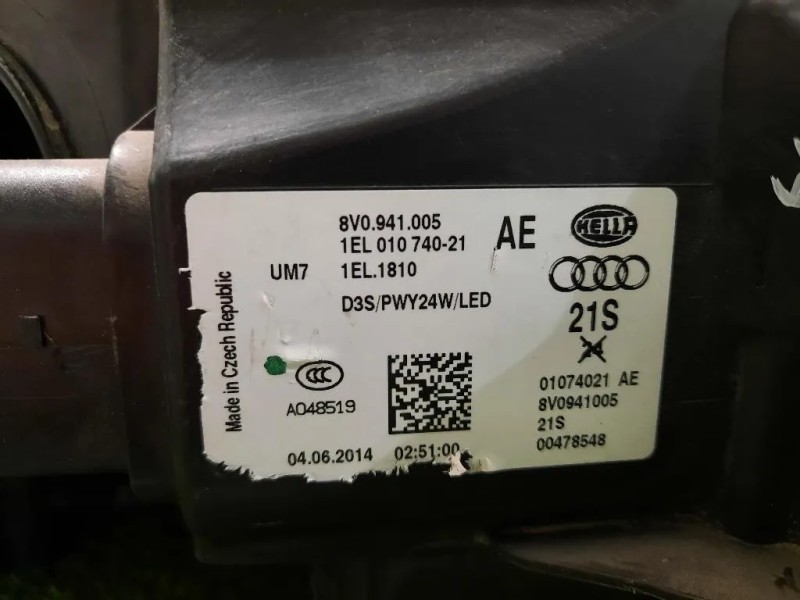 8V0.941.005 AE HELLA
1EL 010 740-21
UM7 1EL.1810
D3S/PWY24W/LED
21S
Made in Czech Republic
CCC
A048519
01074021 AE
8V0941005
21S
00478548
04.06.2014 02:51:00